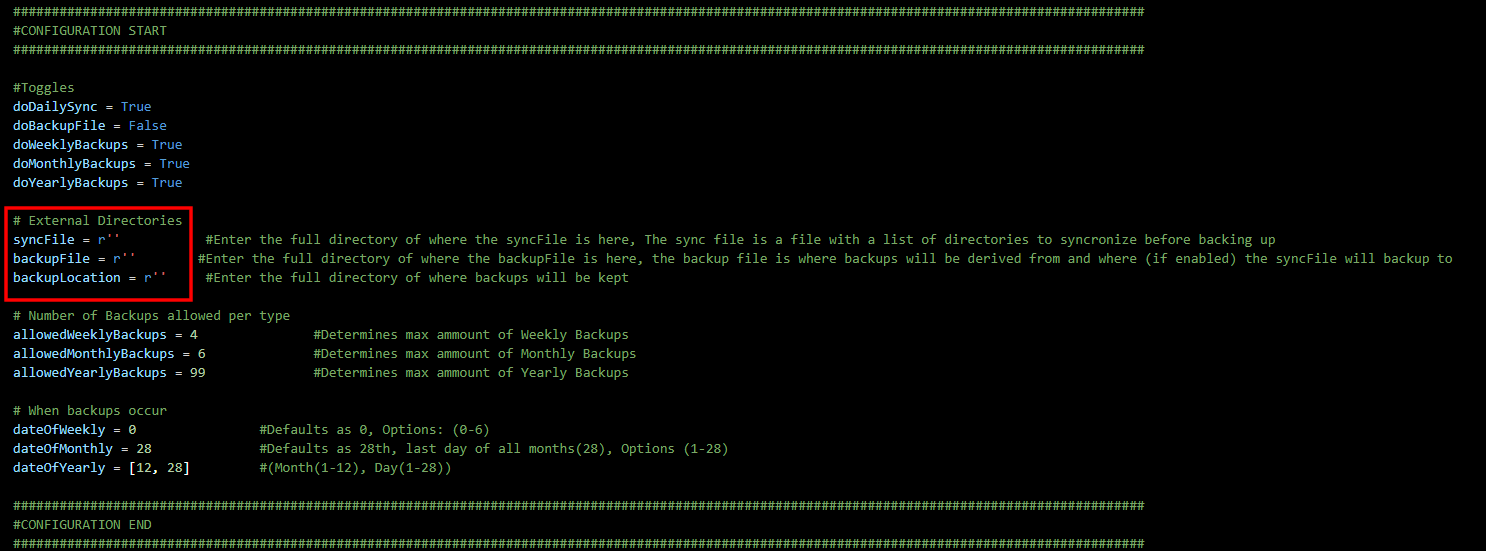 ###################################################################################################################################################
#CONFIGURATION START
###################################################################################################################################################
#Toggles
doDailySync = True
doBackupFile = False
doWeeklyBackups = True
doMonthlyBackups = True
doYearlyBackups = True
# External Directories
syncFile = r''           #Enter the full directory of where the syncFile is here, The sync file is a file with a list of directories to syncronize before backing up
backupFile = r''        #Enter the full directory of where the backupFile is here, the backup file is where backups will be derived from and where (if enabled) the syncFile will backup to
backupLocation = r''     #Enter the full directory of where backups will be kept
# Number of Backups allowed per type
allowedWeeklyBackups = 4               #Determines max ammount of Weekly Backups
allowedMonthlyBackups = 6              #Determines max ammount of Monthly Backups
allowedYearlyBackups = 99              #Determines max ammount of Yearly Backups
# When backups occur
dateOfWeekly = 0                #Defaults as 0, Options: (0-6)
dateOfMonthly = 28              #Defaults as 28th, last day of all months(28), Options (1-28)
dateOfYearly = [12, 28]         #(Month(1-12), Day(1-28))
###################################################################################################################################################
#CONFIGURATION END
###################################################################################################################################################